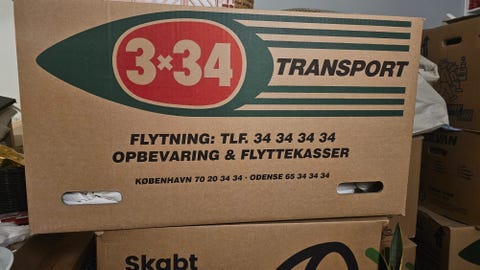 3×34 TRANSPORT
FLYTNING: TLF. 34 34 34 34
OPBEVARING & FLYTTEKASSER
KØBENHAVN 70 20 34 34 · ODENSE 65 34 34 34
Skabt